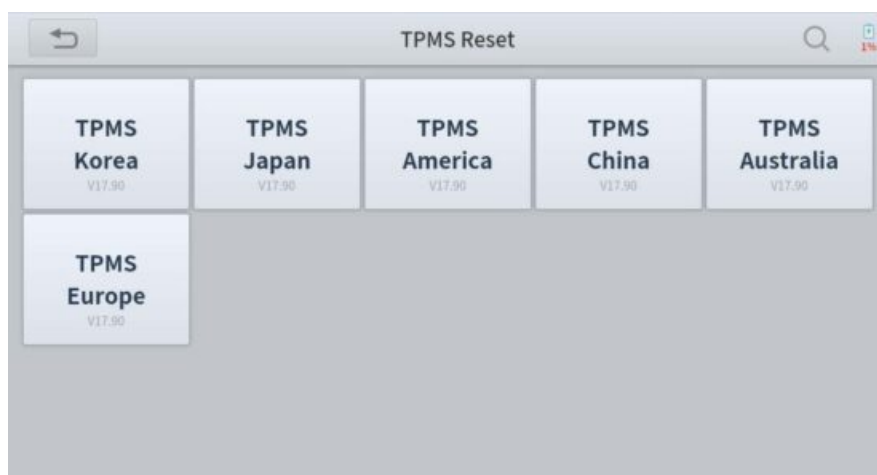 TPMS Reset
1%
TPMS
Korea
V17.90
TPMS
Japan
V17.90
TPMS
America
V17.90
TPMS
China
V17.90
TPMS
Australia
V17.90
TPMS
Europe
V17.90